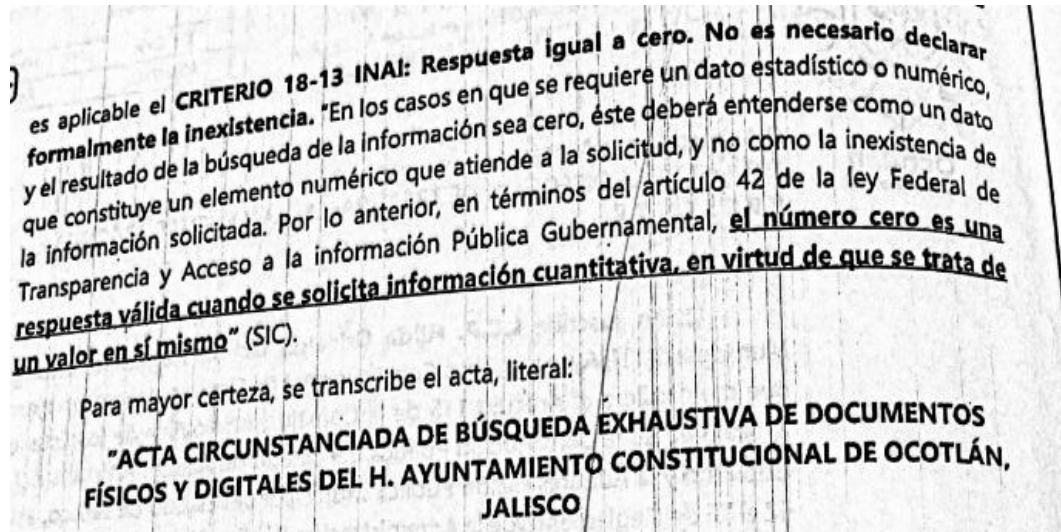 es aplicable el CRITERIO 18-13 INAI: Respuesta igual a cero. No es necesario declarar
formalmente la inexistencia. "En los casos en que se requiere un dato estadístico o numérico,
y el resultado de la búsqueda de la información sea cero, éste deberá entenderse como un dato
que constituye un elemento numérico que atiende a la solicitud, y no como la inexistencia de
la información solicitada. Por lo anterior, en términos del artículo 42 de la ley Federal de
Transparencia y Acceso a la información Pública Gubernamental, el número cero es una
respuesta válida cuando se solicita información cuantitativa, en virtud de que se trata de
un valor en sí mismo" (SIC).
Para mayor certeza, se transcribe el acta, literal:
"ACTA CIRCUNSTANCIADA DE BÚSQUEDA EXHAUSTIVA DE DOCUMENTOS
FÍSICOS Y DIGITALES DEL H. AYUNTAMIENTO CONSTITUCIONAL DE OCOTLÁN,
JALISCO